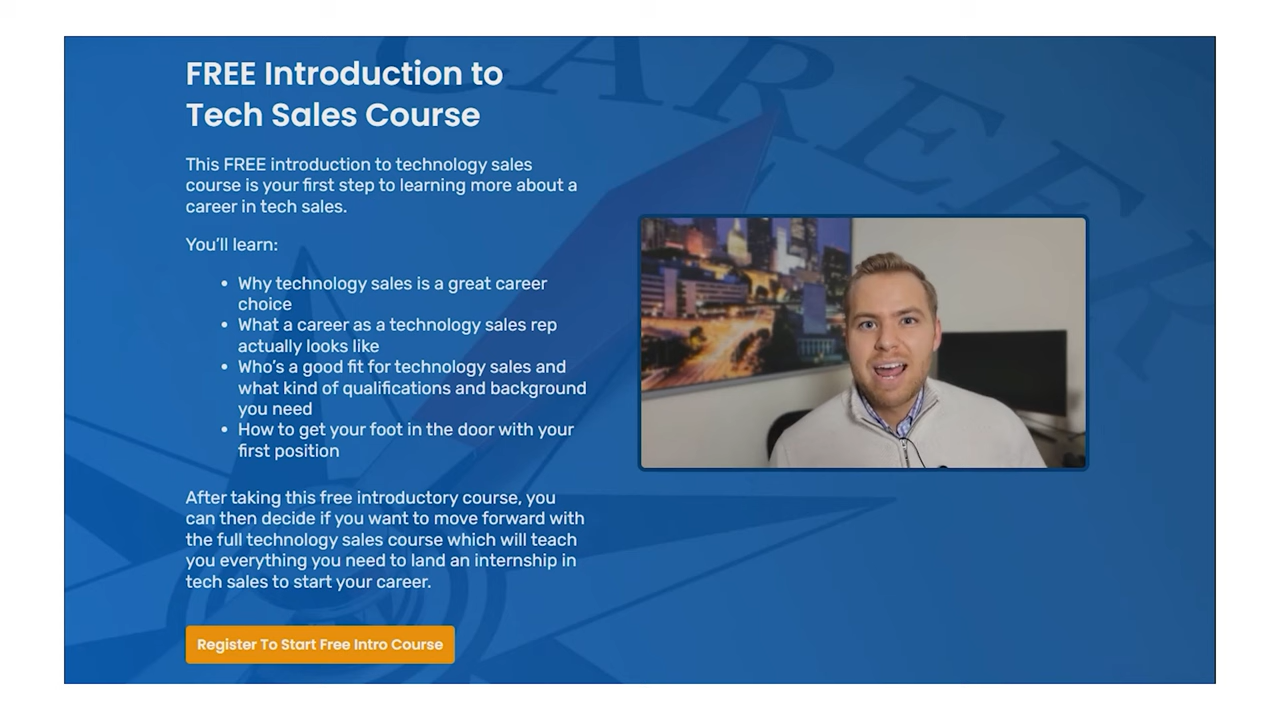 CAREER
FREE Introduction to
Tech Sales Course
This FREE introduction to technology sales
course is your first step to learning more about a
career in tech sales.
You’ll learn:
• Why technology sales is a great career
choice
• What a career as a technology sales rep
actually looks like
• Who’s a good fit for technology sales and
what kind of qualifications and background
you need
• How to get your foot in the door with your
first position
After taking this free introductory course, you
can then decide if you want to move forward with
the full technology sales course which will teach
you everything you need to land an internship in
tech sales to start your career.
Register To Start Free Intro Course